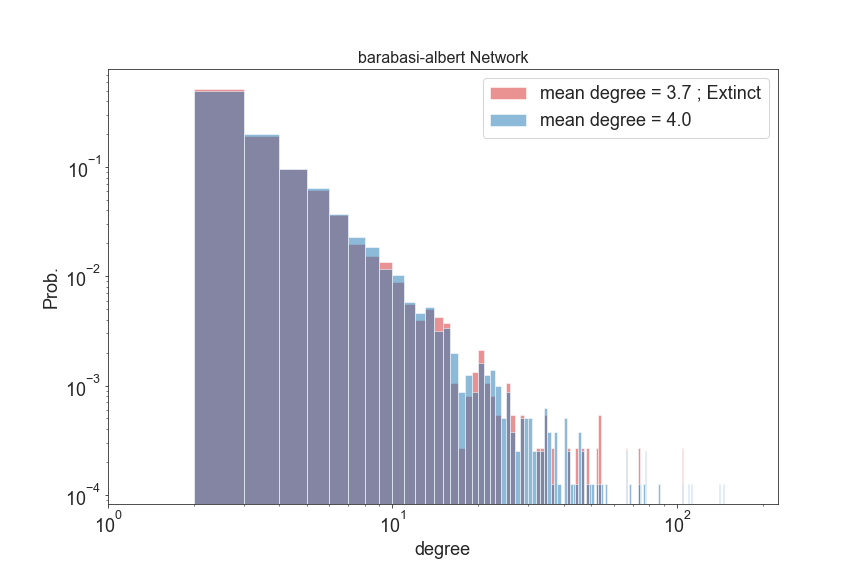 barabasi-albert Network
mean degree = 3.7 ; Extinct
mean degree = 4.0
Prob.
10⁻¹
10⁻²
10⁻³
10⁻⁴
10⁰ 10¹ 10²
degree